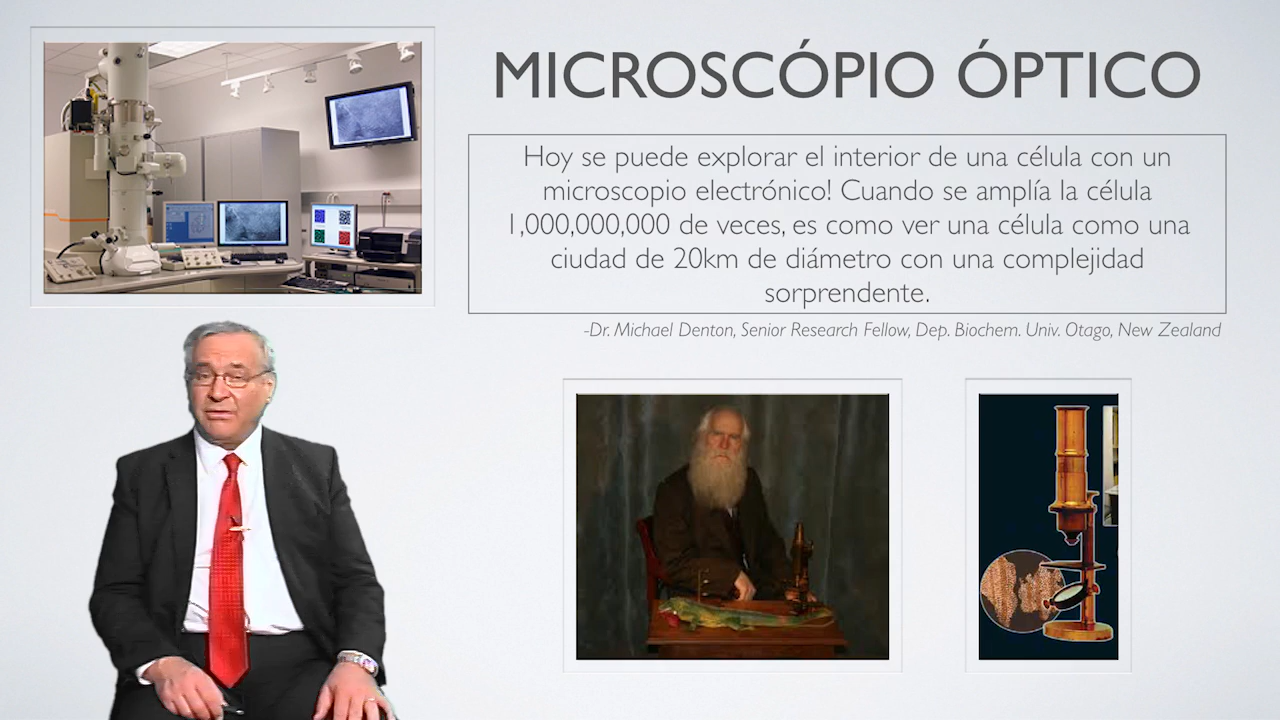 MICROSCÓPIO ÓPTICO
Hoy se puede explorar el interior de una célula con un
microscopio electrónico! Cuando se amplía la célula
1,000,000,000 de veces, es como ver una célula como una
ciudad de 20km de diámetro con una complejidad
sorprendente.
-Dr. Michael Denton, Senior Research Fellow, Dep. Biochem. Univ. Otago, New Zealand